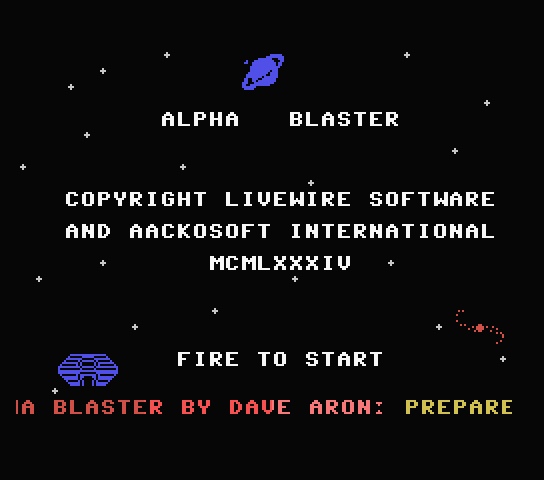 ALPHA BLASTER
COPYRIGHT LIVEWIRE SOFTWARE
AND AACKOSOFT INTERNATIONAL
MCMLXXXIV
FIRE TO START
A BLASTER BY DAVE ARON: PREPARE